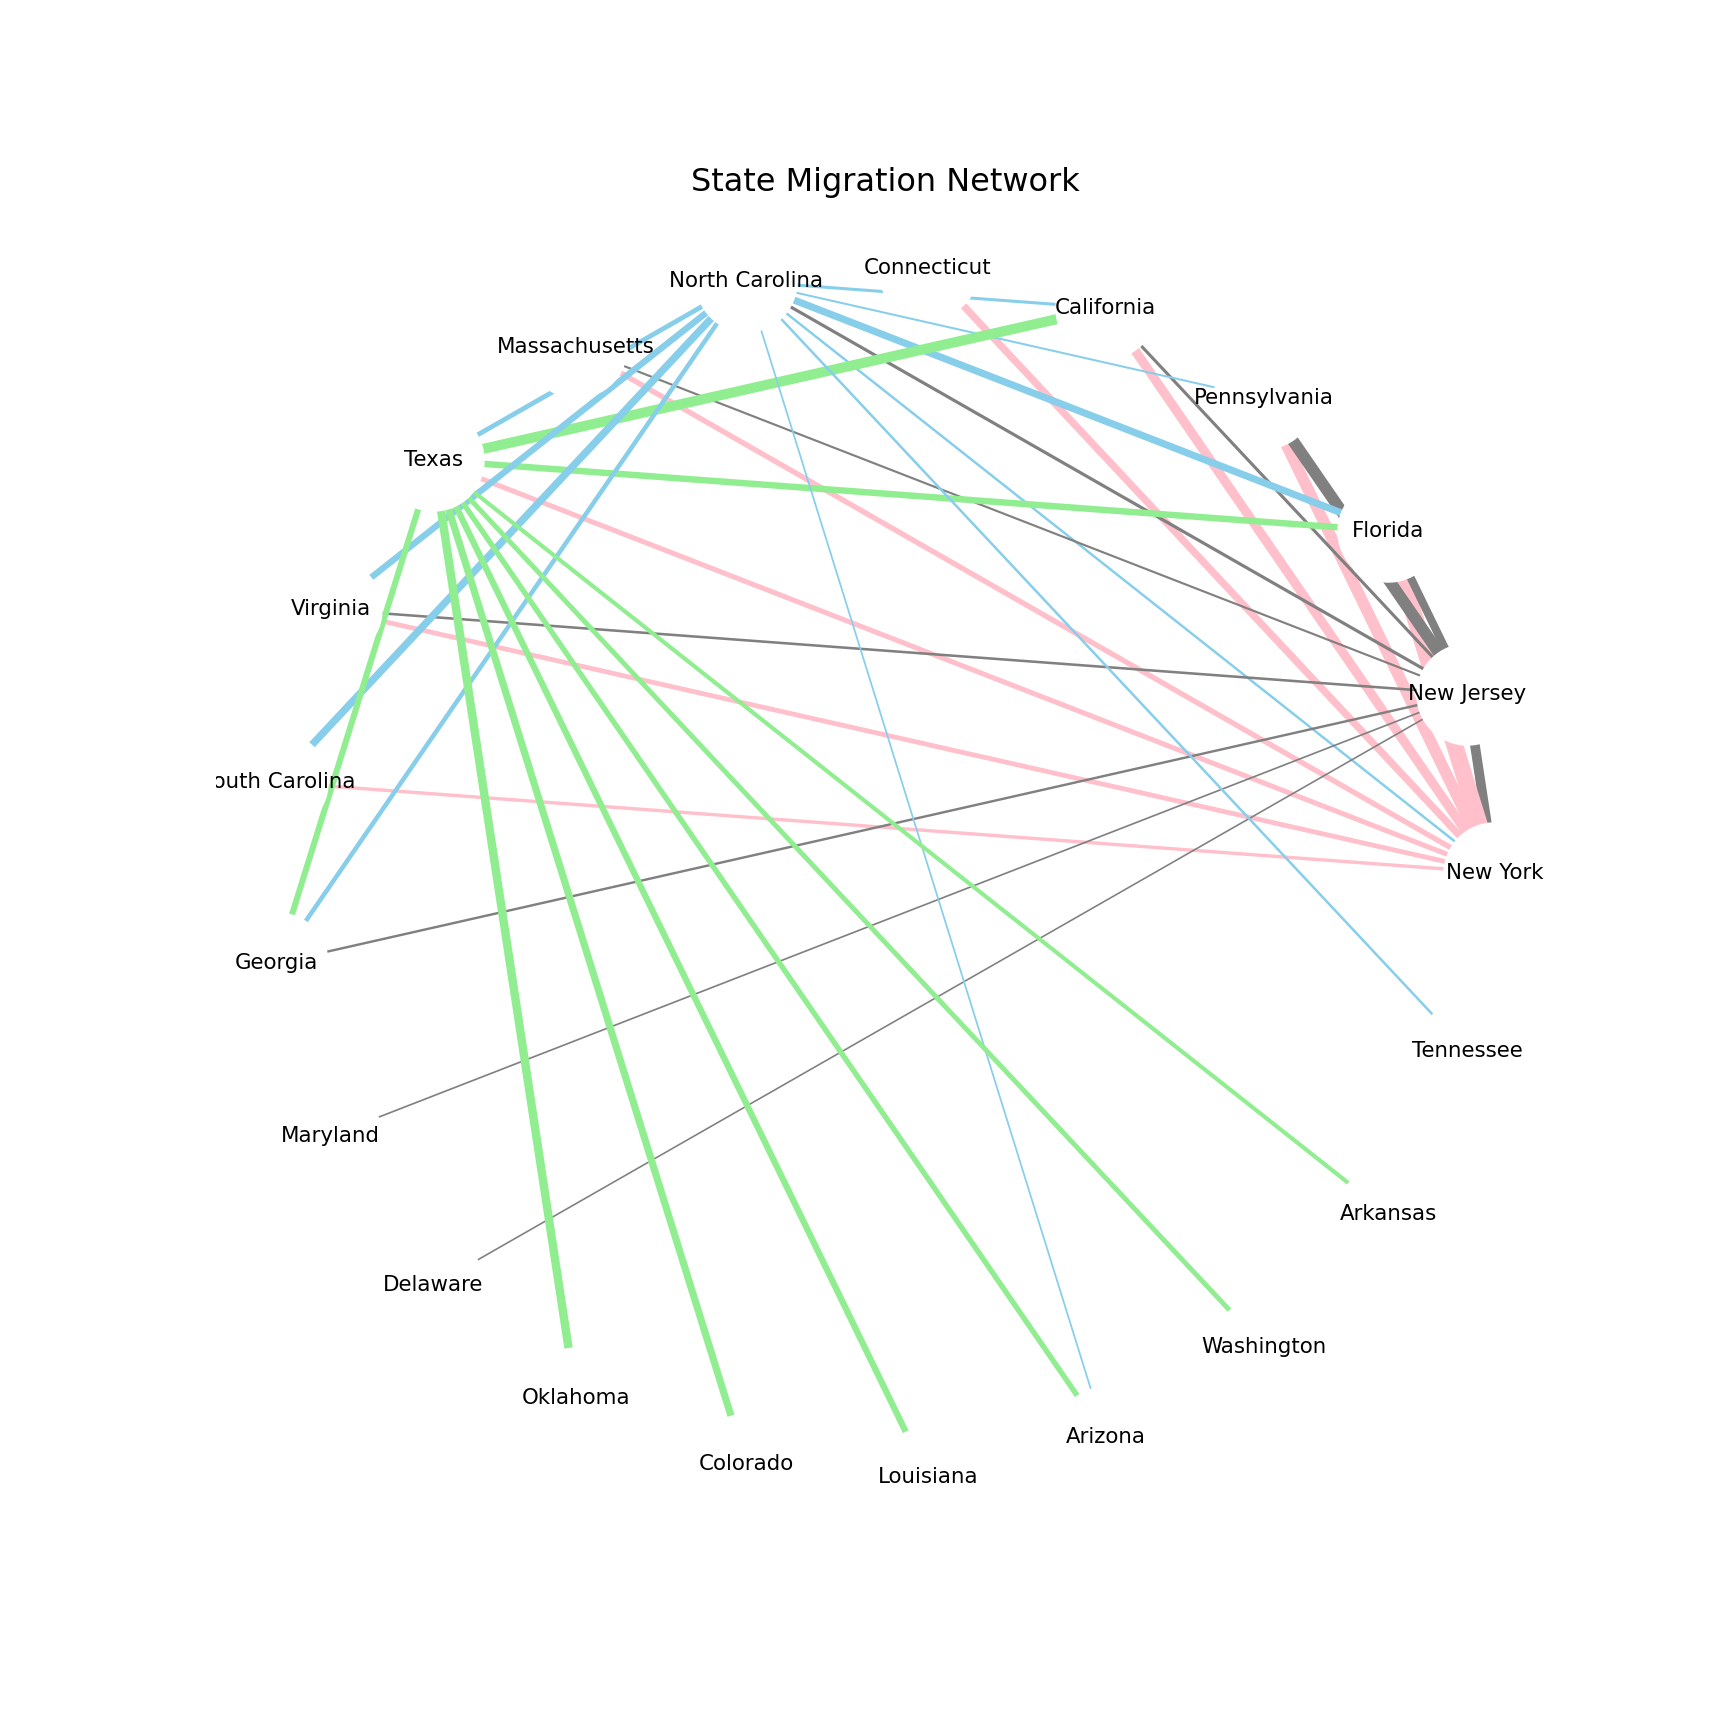 State Migration Network
Connecticut
North Carolina
California
Massachusetts
Pennsylvania
Texas
Florida
Virginia
New Jersey
outh Carolina
New York
Georgia
Tennessee
Maryland
Arkansas
Delaware
Washington
Oklahoma
Arizona
Colorado
Louisiana